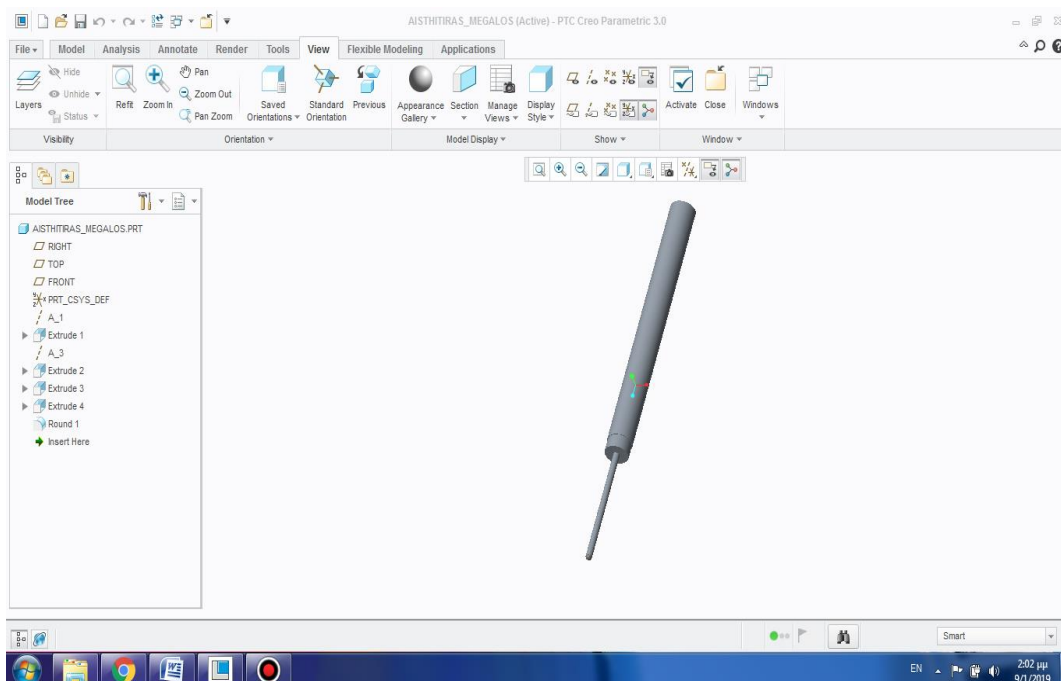 AISTHITIRAS_MEGALOS (Active) - PTC Creo Parametric 3.0
File Model Analysis Annotate Render Tools View Flexible Modeling Applications
Hide
Unhide
Status
Layers
Refit
Zoom In
Pan
Zoom Out
Pan Zoom
Saved Orientations
Standard Orientation
Previous
Appearance Gallery
Section
Manage Views
Display Style
Activate
Close
Windows
Visibility
Orientation
Model Display
Show
Window
Model Tree
AISTHITIRAS_MEGALOS.PRT
RIGHT
TOP
FRONT
PRT_CSYS_DEF
A_1
Extrude 1
A_3
Extrude 2
Extrude 3
Extrude 4
Round 1
Insert Here
Smart
EN
2:02 μμ
9/1/2019